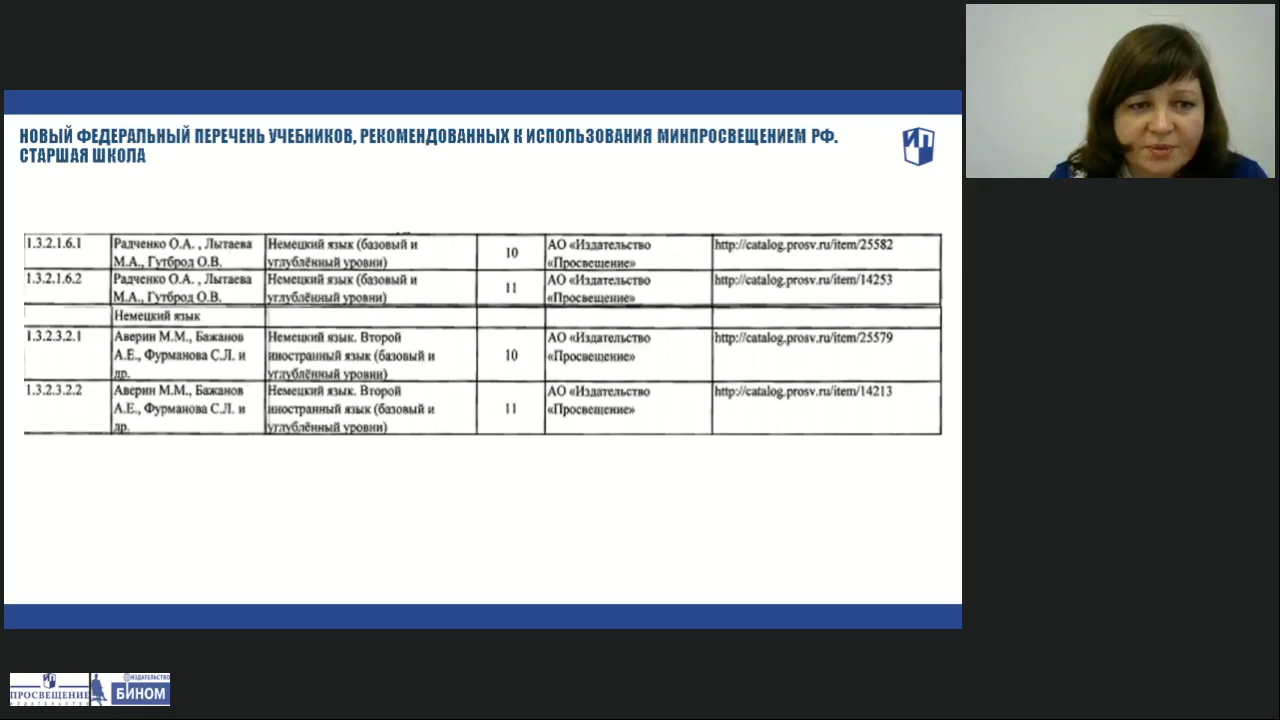 НОВЫЙ ФЕДЕРАЛЬНЫЙ ПЕРЕЧЕНЬ УЧЕБНИКОВ, РЕКОМЕНДОВАННЫХ К ИСПОЛЬЗОВАНИЯ МИНПРОСВЕЩЕНИЕМ РФ.
СТАРШАЯ ШКОЛА
ИП
1.3.2.1.6.1 Радченко О.А. , Лытаева Немецкий язык (базовый и 10 АО «Издательство http://catalog.prosv.ru/item/25582
М.А., Гутброд О.В. углублённый уровни) «Просвещение»
1.3.2.1.6.2 Радченко О.А. , Лытаева Немецкий язык (базовый и 11 АО «Издательство http://catalog.prosv.ru/item/14253
М.А., Гутброд О.В. углублённый уровни) «Просвещение»
Немецкий язык
1.3.2.3.2.1 Аверин М.М., Бажанов Немецкий язык. Второй АО «Издательство http://catalog.prosv.ru/item/25579
А.Е., Фурманова С.Л. и иностранный язык (базовый и 10 «Просвещение»
др. углублённый уровни)
1.3.2.3.2.2 Аверин М.М., Бажанов Немецкий язык. Второй АО «Издательство http://catalog.prosv.ru/item/14213
А.Е., Фурманова С.Л. и иностранный язык (базовый и 11 «Просвещение»
др. углублённый уровни)
ИП
ПРОСВЕЩЕНИЕ
ИЗДАТЕЛЬСТВО
ИЗДАТЕЛЬСТВО
БИНОМ